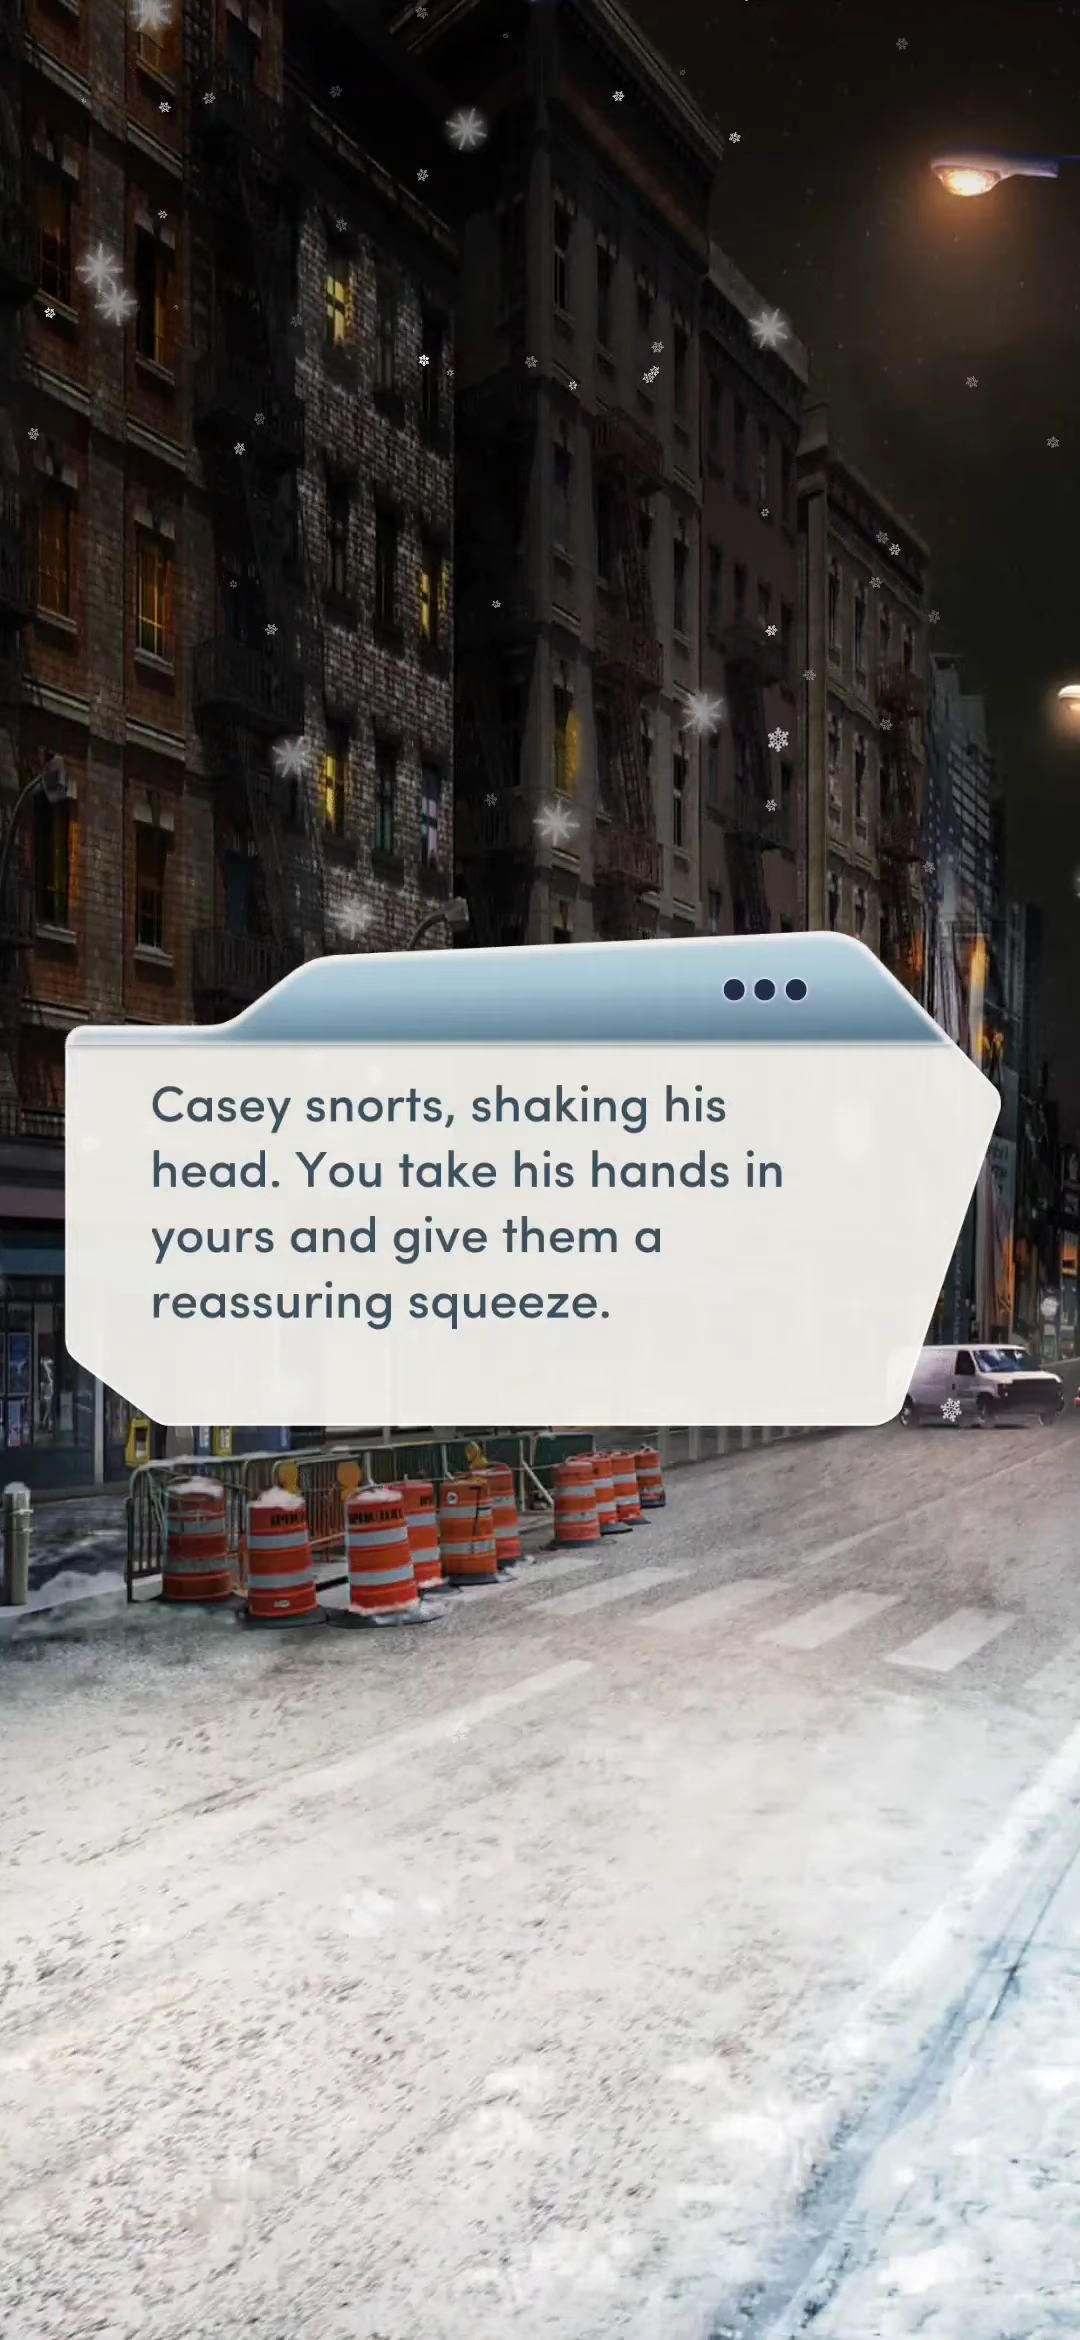 Casey snorts, shaking his
head. You take his hands in
yours and give them a
reassuring squeeze.